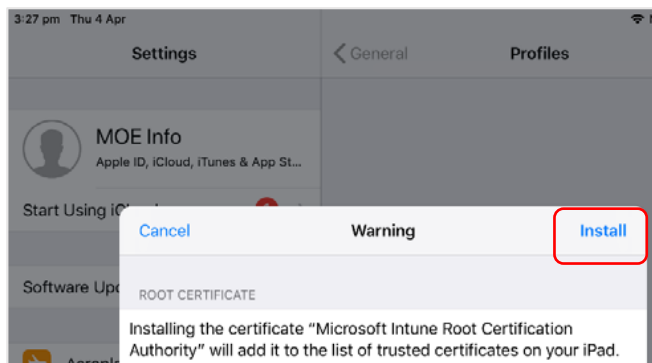 3:27 pm Thu 4 Apr
Settings
General
Profiles
MOE Info
Apple ID, iCloud, iTunes & App St...
Start Using
Cancel
Warning
Install
Software
ROOT CERTIFICATE
Installing the certificate “Microsoft Intune Root Certification
Authority” will add it to the list of trusted certificates on your iPad.